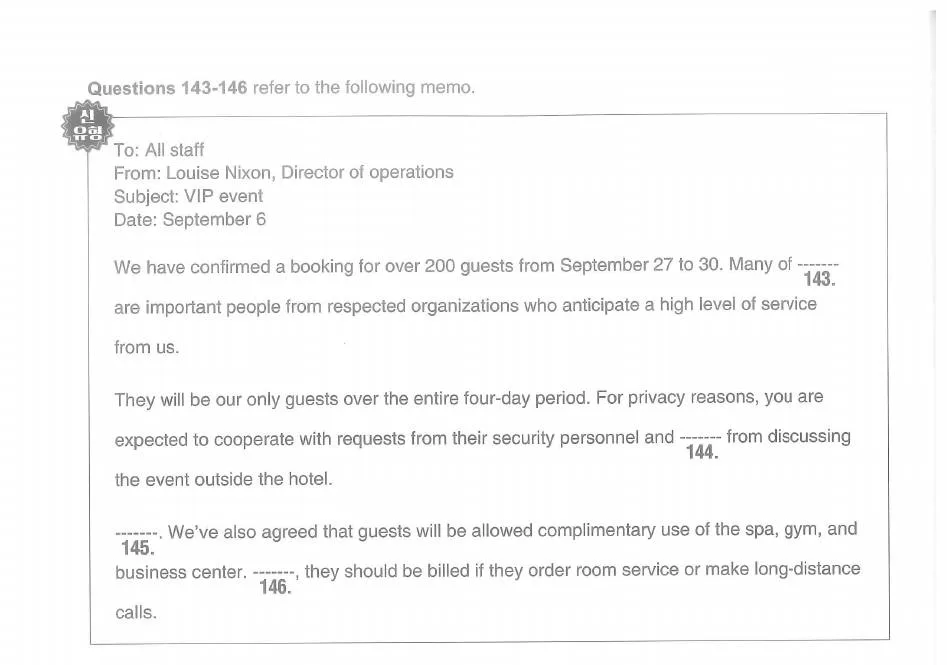 Questions 143-146 refer to the following memo.
신
유형
To: All staff
From: Louise Nixon, Director of operations
Subject: VIP event
Date: September 6
We have confirmed a booking for over 200 guests from September 27 to 30. Many of -------
143.
are important people from respected organizations who anticipate a high level of service
from us.
They will be our only guests over the entire four-day period. For privacy reasons, you are
expected to cooperate with requests from their security personnel and ------- from discussing
144.
the event outside the hotel.
-------. We've also agreed that guests will be allowed complimentary use of the spa, gym, and
145.
business center. -------, they should be billed if they order room service or make long-distance
146.
calls.